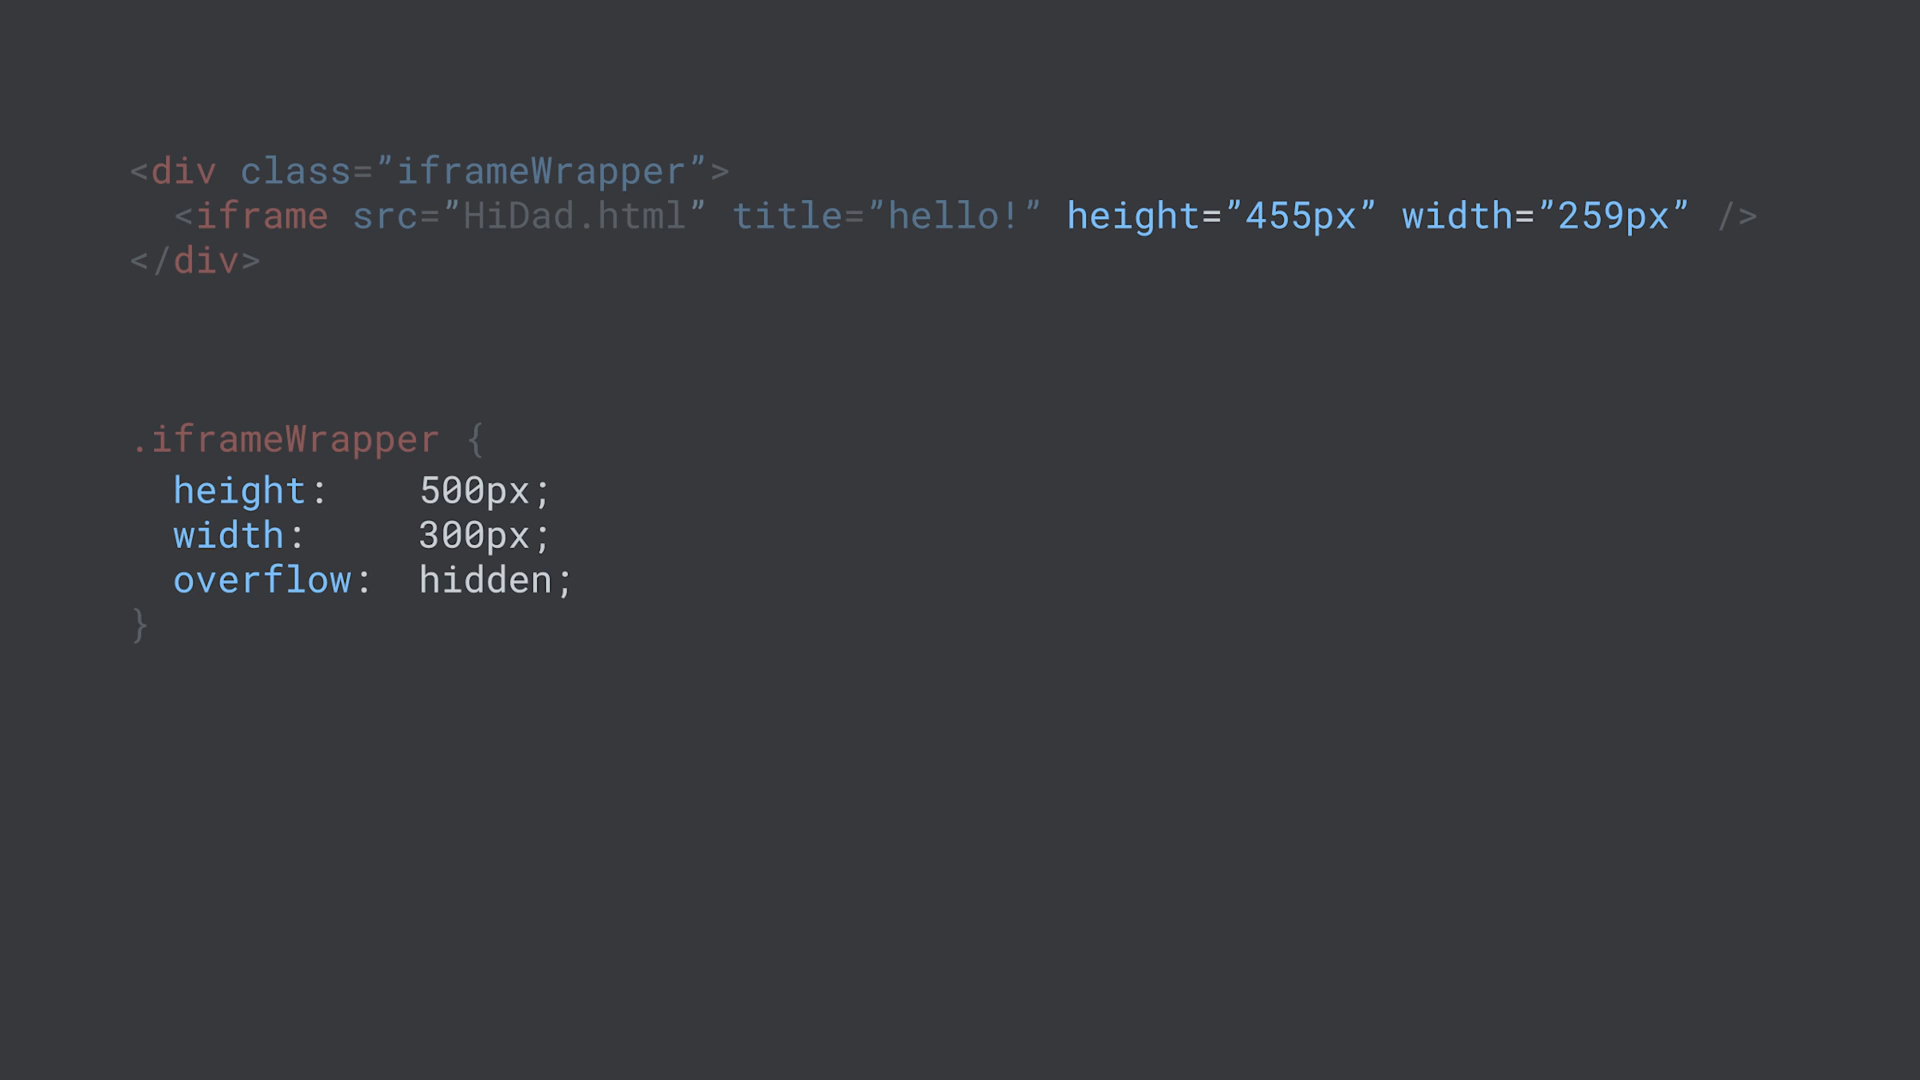 <div class=”iframeWrapper”>
<iframe src=”HiDad.html” title=”hello!” height=”455px” width=”259px” />
</div>
.iframeWrapper {
height: 500px;
width: 300px;
overflow: hidden;
}